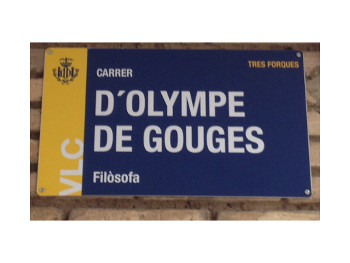 TRES FORQUES
CARRER
D´OLYMPE
DE GOUGES
Filòsofa
VLC